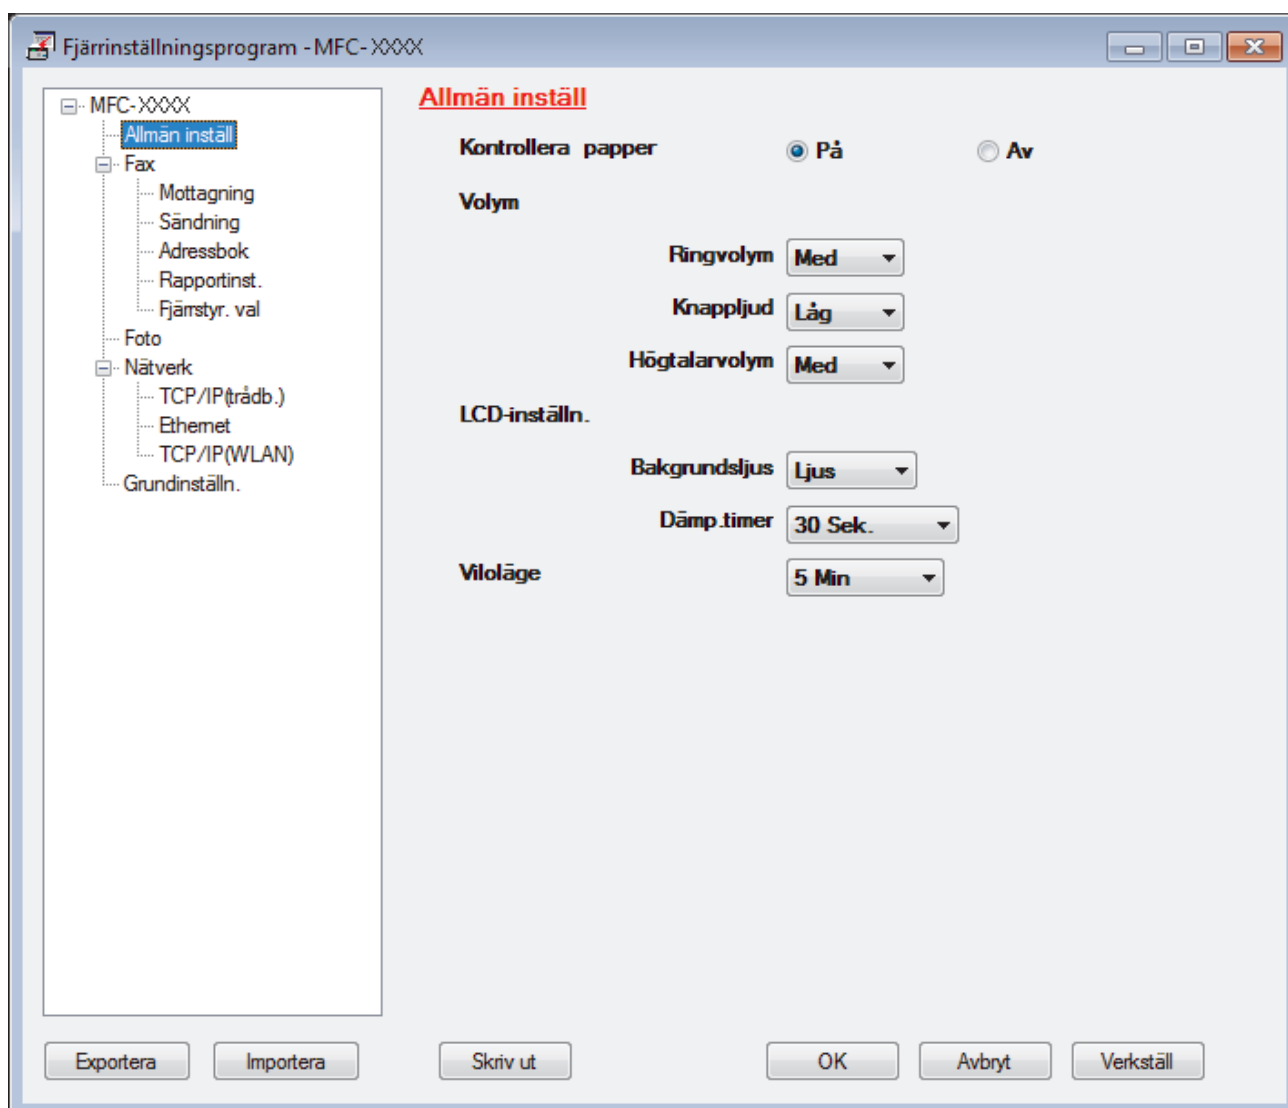 Fjärrinställningsprogram - MFC-XXXX
MFC-XXXX
Allmän inställ
Fax
Mottagning
Sändning
Adressbok
Rapportinst.
Fjärrstyr. val
Foto
Nätverk
TCP/IP(trådb.)
Ethernet
TCP/IP(WLAN)
Grundinställn.
Allmän inställ
Kontrollera papper På Av
Volym
Ringvolym Med
Knappljud Låg
Högtalarvolym Med
LCD-inställn.
Bakgrundsljus Ljus
Dämp.timer 30 Sek.
Viloläge 5 Min
Exportera Importera Skriv ut OK Avbryt Verkställ